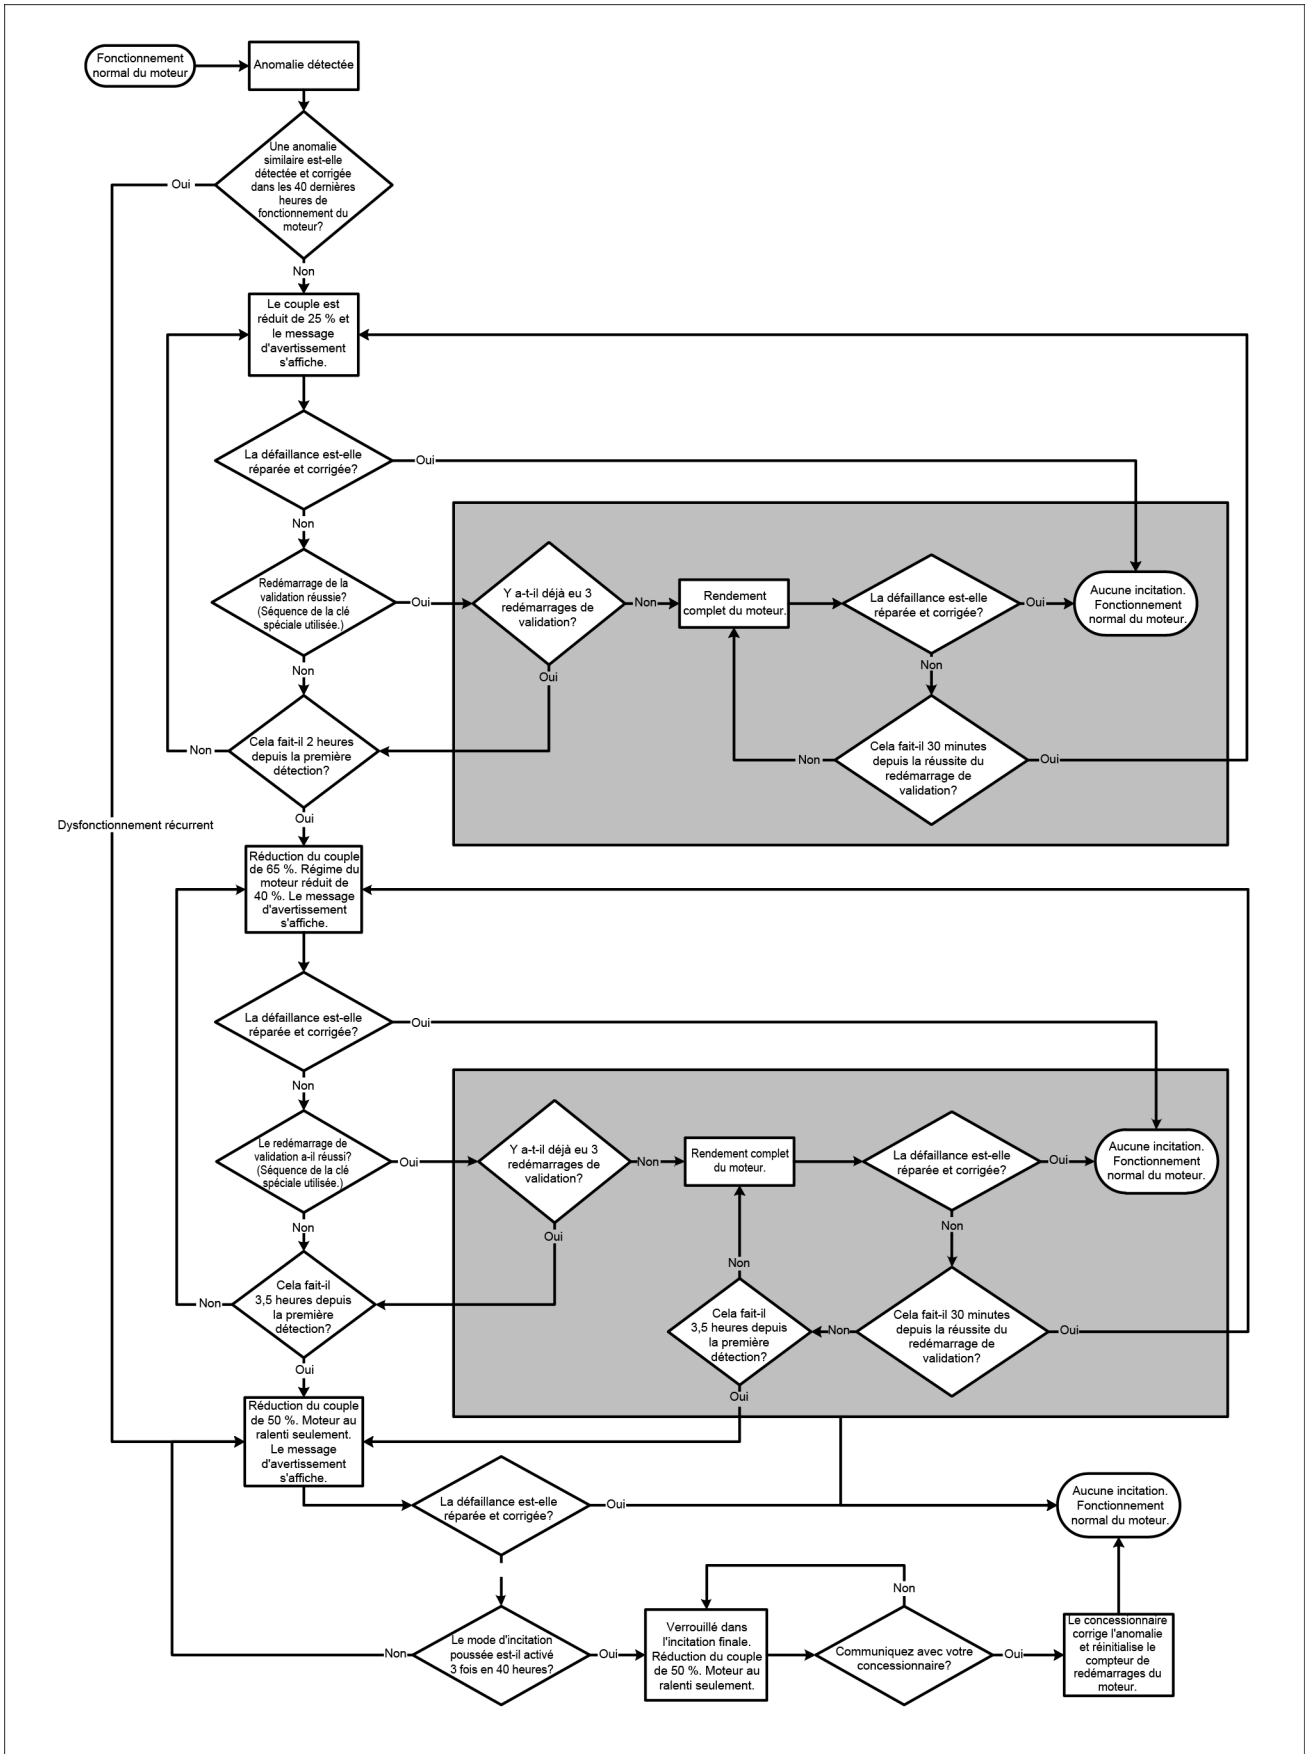 Fonctionnement
normal du moteur
Anomalie détectée
Une anomalie
similaire est-elle
détectée et corrigée
dans les 40 dernières
heures de
fonctionnement du
moteur?
Oui
Non
Le couple est
réduit de 25 % et
le message
d'avertissement
s'affiche.
La défaillance est-elle
réparée et corrigée?
Oui
Non
Redémarrage de la
validation réussie?
(Séquence de la clé
spéciale utilisée.)
Oui
Y a-t-il déjà eu 3
redémarrages de
validation?
Non
Rendement
complet du moteur.
La défaillance est-elle
réparée et corrigée?
Oui
Aucune incitation.
Fonctionnement
normal du moteur.
Non
Oui
Non
Cela fait-il 2 heures
depuis la première
détection?
Non
Non
Cela fait-il 30 minutes
depuis la réussite du
redémarrage de
validation?
Oui
Oui
Dysfonctionnement récurrent
Réduction du couple
de 65 %. Régime du
moteur réduit de
40 %. Le message
d'avertissement
s'affiche.
La défaillance est-elle
réparée et corrigée?
Oui
Non
Le redémarrage de
validation a-il réussi?
(Séquence de la clé
spéciale utilisée.)
Oui
Y a-t-il déjà eu 3
redémarrages de
validation?
Non
Rendement complet
du moteur.
La défaillance est-elle
réparée et corrigée?
Oui
Aucune incitation.
Fonctionnement
normal du moteur.
Non
Oui
Non
Non
Cela fait-il
3,5 heures depuis
la première
détection?
Non
Cela fait-il
3,5 heures depuis
la première
détection?
Non
Cela fait-il 30 minutes
depuis la réussite du
redémarrage de
validation?
Oui
Oui
Oui
Réduction du couple
de 50 %. Moteur au
ralenti seulement.
Le message
d'avertissement
s'affiche.
La défaillance est-elle
réparée et corrigée?
Oui
Aucune incitation.
Fonctionnement
normal du moteur.
Non
Non
Le mode d'incitation
poussée est-il activé
3 fois en 40 heures?
Oui
Verrouillé dans
l'incitation finale.
Réduction du couple
de 50 %. Moteur au
ralenti seulement.
Communiquez avec votre
concessionnaire?
Oui
Le concessionnaire
corrige l'anomalie
et réinitialise le
compteur de
redémarrages du
moteur.